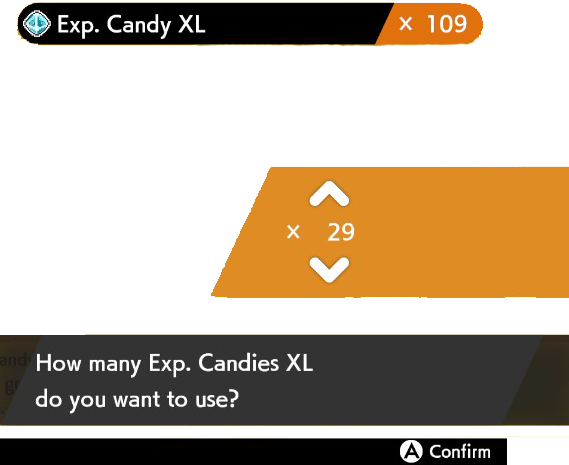 Exp. Candy XL × 109
× 29
How many Exp. Candies XL
do you want to use?
A Confirm